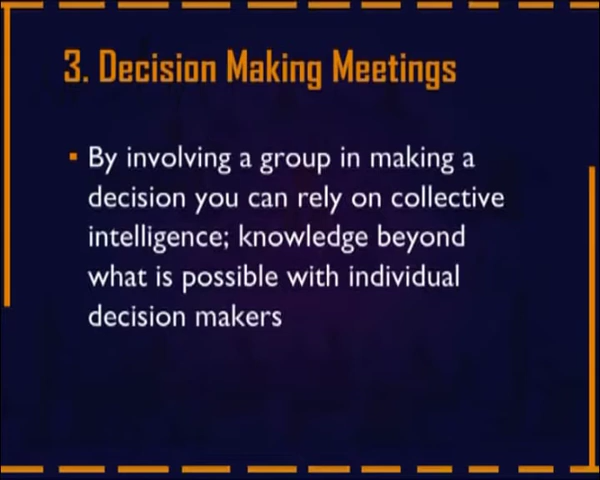 3. Decision Making Meetings
▪ By involving a group in making a
decision you can rely on collective
intelligence; knowledge beyond
what is possible with individual
decision makers